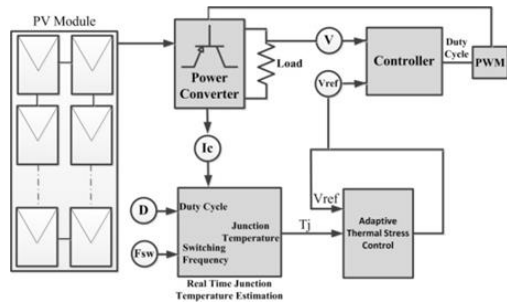 PV Module
Power
Converter
Load
V
Controller
Duty
Cycle
PWM
Vref
Ic
D
Duty Cycle
Junction
Temperature
Tj
Vref
Adaptive
Thermal Stress
Control
Fsw
Switching
Frequency
Real Time Junction
Temperature Estimation